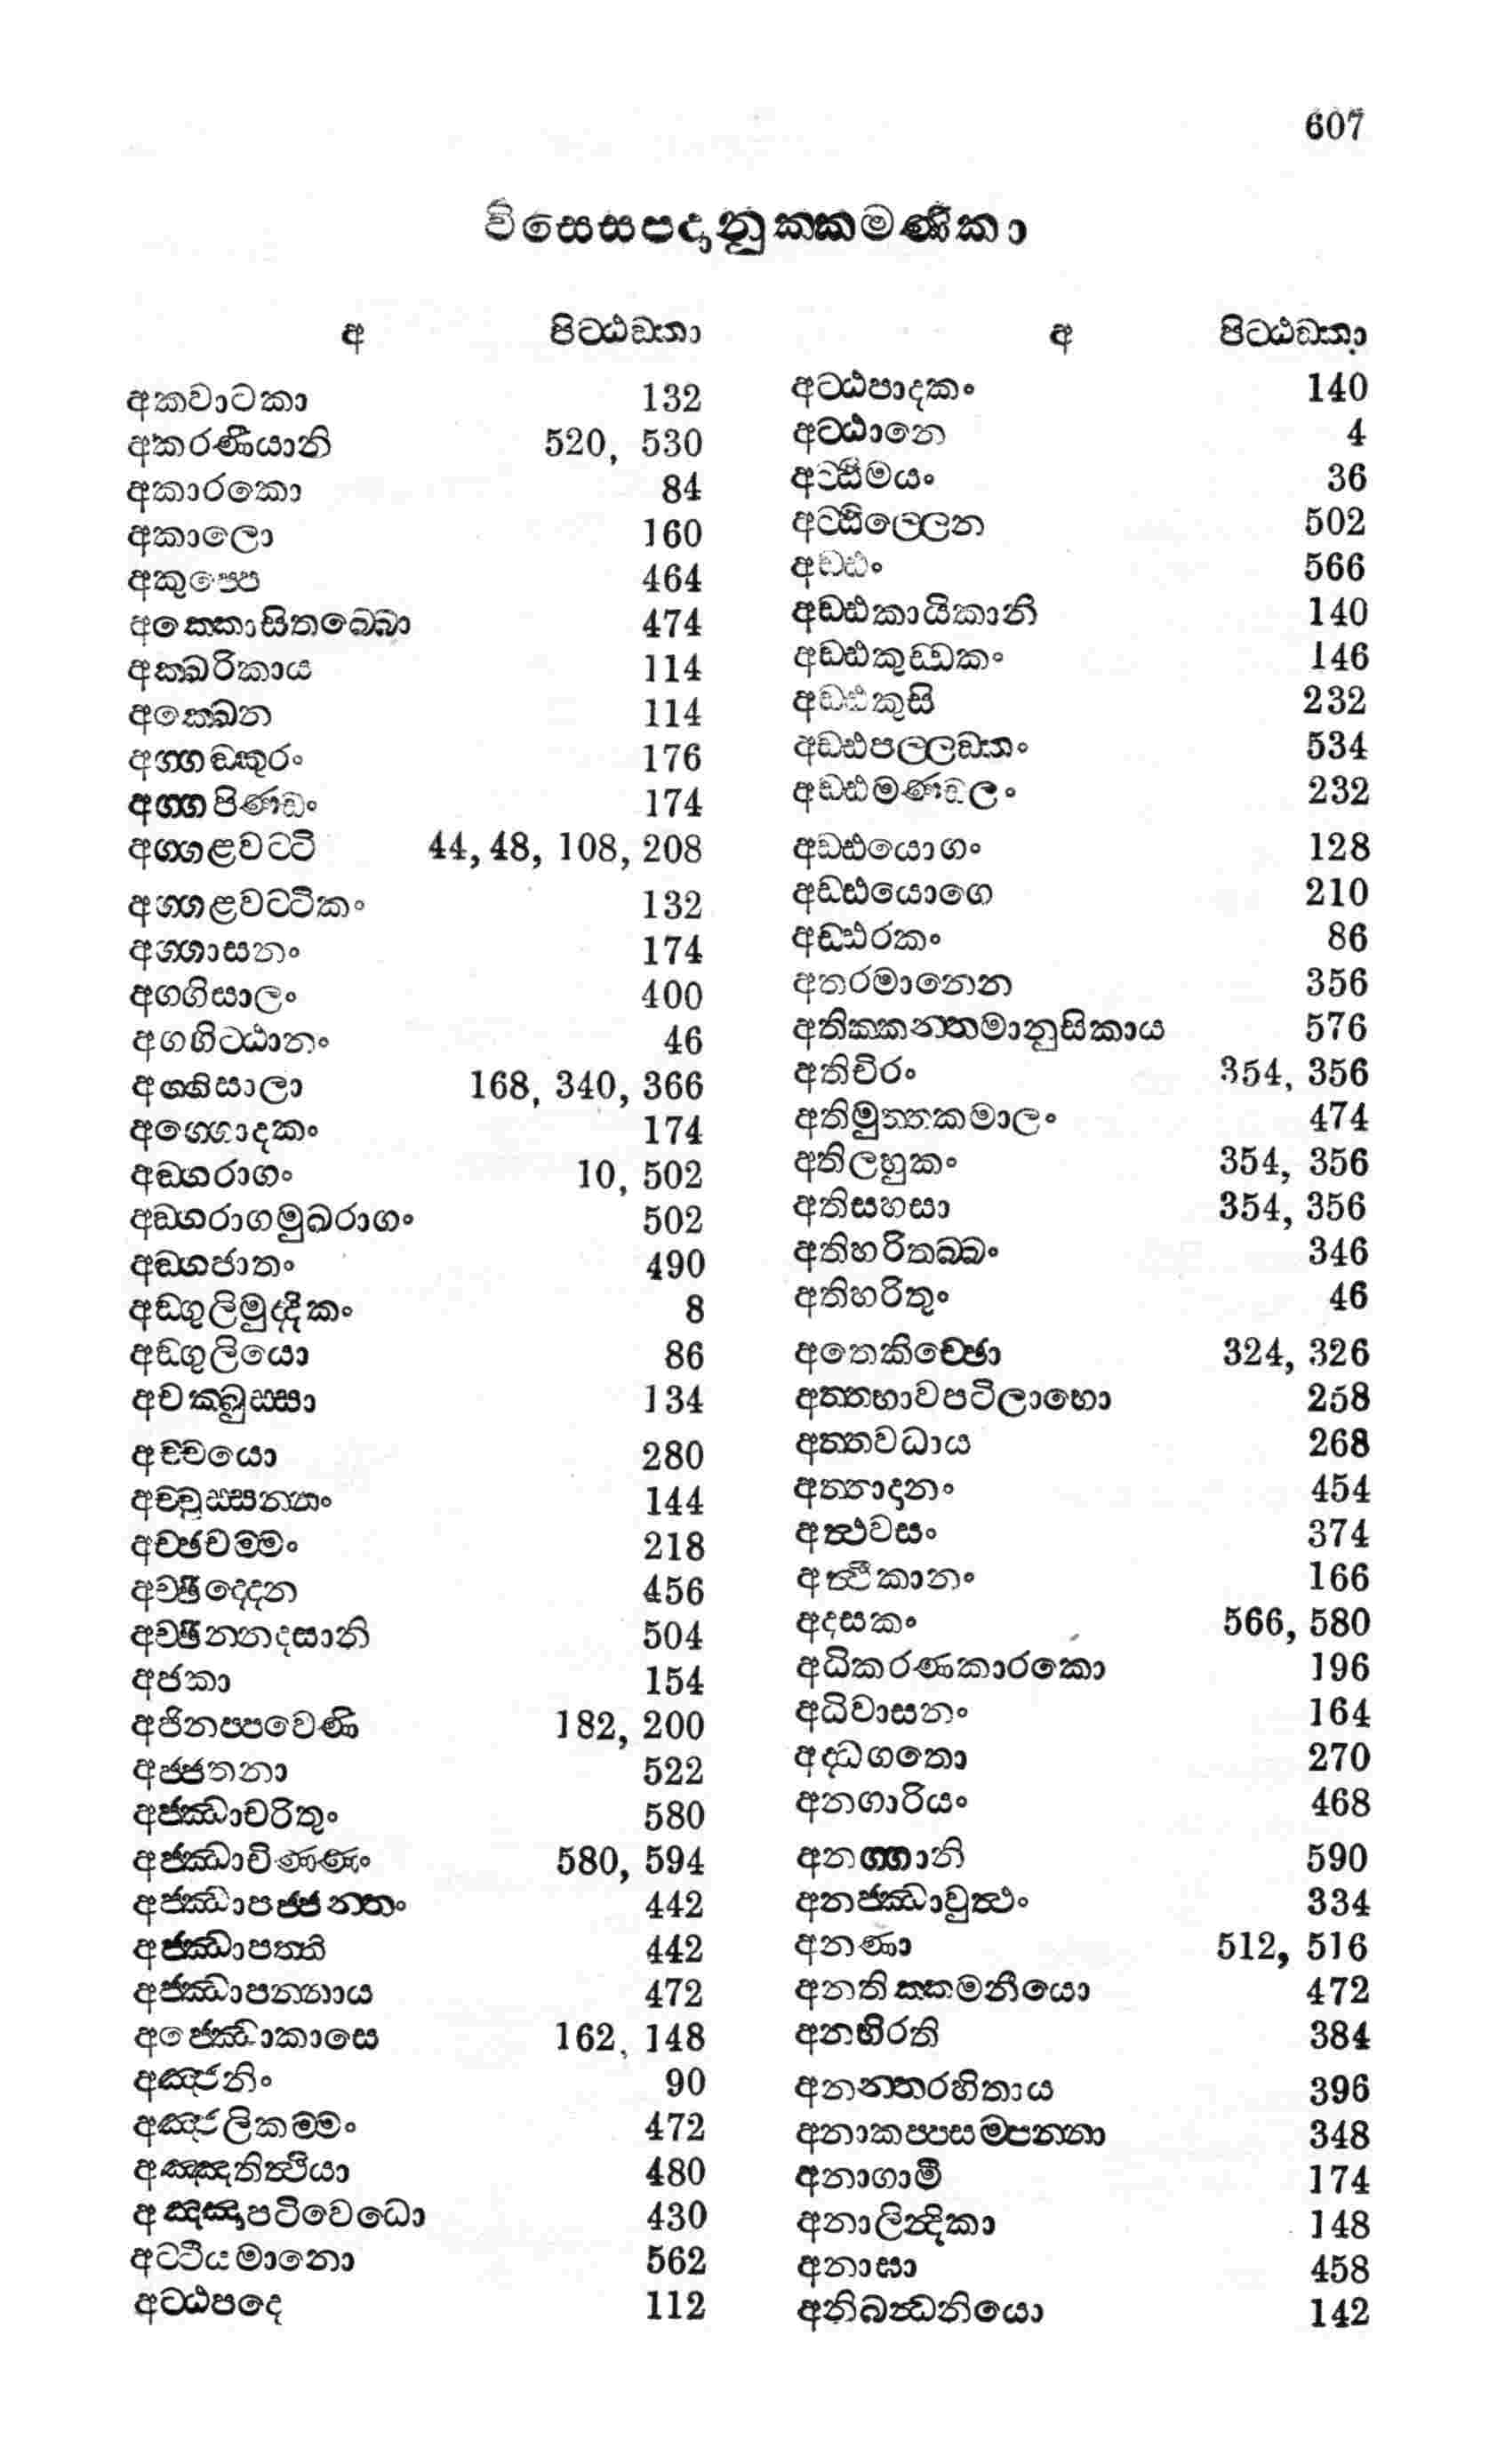 607
විසෙසපදානුක්කමණිකා
අ පිට්ඨඞ්කා
අකවාටකා 132
අකරණීයානි 520, 530
අකාරකො 84
අකාලො 160
අකුප්පෙ 464
අක්කොසිතබ්බො 474
අක්ඛරිකාය 114
අක්ඛෙන 114
අග්ගඞ්කුරං 176
අග්ගපිණ්ඩං 174
අග්ගළවට්ටි 44, 48, 108, 208
අග්ගළවට්ටිකං 132
අග්ගාසනං 174
අග්ගිසාලං 400
අග්ගිට්ඨානං 46
අග්ගිසාලා 168, 340, 366
අග්ගොදකං 174
අඞ්ගරාගං 10, 502
අඞ්ගරාගමුඛරාගං 502
අඞ්ගජාතං 490
අඞ්ගුලිමුද්දිකං 8
අඞ්ගුලියො 86
අචක්ඛුස්සා 134
අච්චයො 280
අච්චුස්සන්නං 144
අච්ඡචම්මං 218
අච්ඡින්දෙන 456
අච්ඡින්නදසානි 504
අජකා 154
අජිනප්පවෙණි 182, 200
අජ්ජතනා 522
අජ්ඣාචරිතුං 580
අජ්ඣාචිණ්ණං 580, 594
අජ්ඣාපජ්ජන්තං 442
අජ්ඣාපත්ති 442
අජ්ඣාපන්නාය 472
අජ්ඣොකාසෙ 162, 148
අඤ්ජනිං 90
අඤ්ජලිකම්මං 472
අඤ්ඤතිත්ථියා 480
අඤ්ඤාපටිවෙධො 430
අට්ටීයමානො 562
අට්ඨපදෙ 112
අ පිට්ඨඞ්කා
අට්ඨපාදකං 140
අට්ඨානෙ 4
අට්ඨිමයං 36
අට්ඨිල්ලෙන 502
අඩ්ඪං 566
අඩ්ඪකායිකානි 140
අඩ්ඪකුඩ්ඩකං 146
අඩ්ඪකුසි 232
අඩ්ඪපල්ලඞ්කං 534
අඩ්ඪමණ්ඩලං 232
අඩ්ඪයොගං 128
අඩ්ඪයොගෙ 210
අඩ්ඪරකං 86
අතරමානෙන 356
අතික්කන්තමානුසිකාය 576
අතිචිරං 354, 356
අතිමුත්තකමාලං 474
අතිලහුකං 354, 356
අතිසහසා 354, 356
අතිහරිතබ්බං 346
අතිහරිතුං 46
අතෙකිච්ඡො 324, 326
අත්තභාවපටිලාභො 258
අත්තවධාය 268
අත්තාදානං 454
අත්ථවසං 374
අත්ථිකානං 166
අදසකං 566, 580
අධිකරණකාරකො 196
අධිවාසනං 164
අද්ධගතො 270
අනගාරියං 468
අනග්ගානි 590
අනජ්ඣාවුත්ථං 334
අනණා 512, 516
අනතික්කමනීයො 472
අනභිරති 384
අනන්තරහිතාය 396
අනාකප්පසම්පන්නා 348
අනාගාමී 174
අනාලින්දිකා 148
අනාසා 458
අනිබන්ධනියො 142